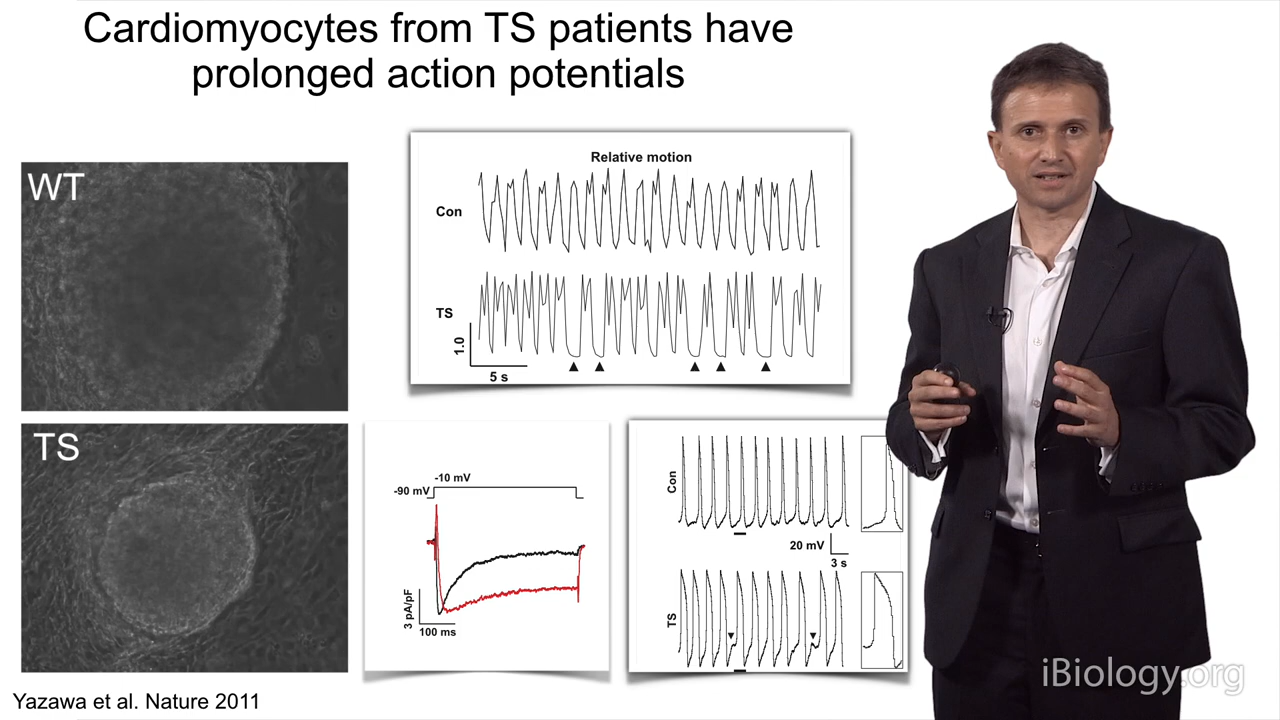 Cardiomyocytes from TS patients have
prolonged action potentials
WT
TS
Relative motion
Con
TS
1.0
5 s
-10 mV
-90 mV
3 pA/pF
100 ms
Con
20 mV
3 s
TS
Yazawa et al. Nature 2011
iBiology.org